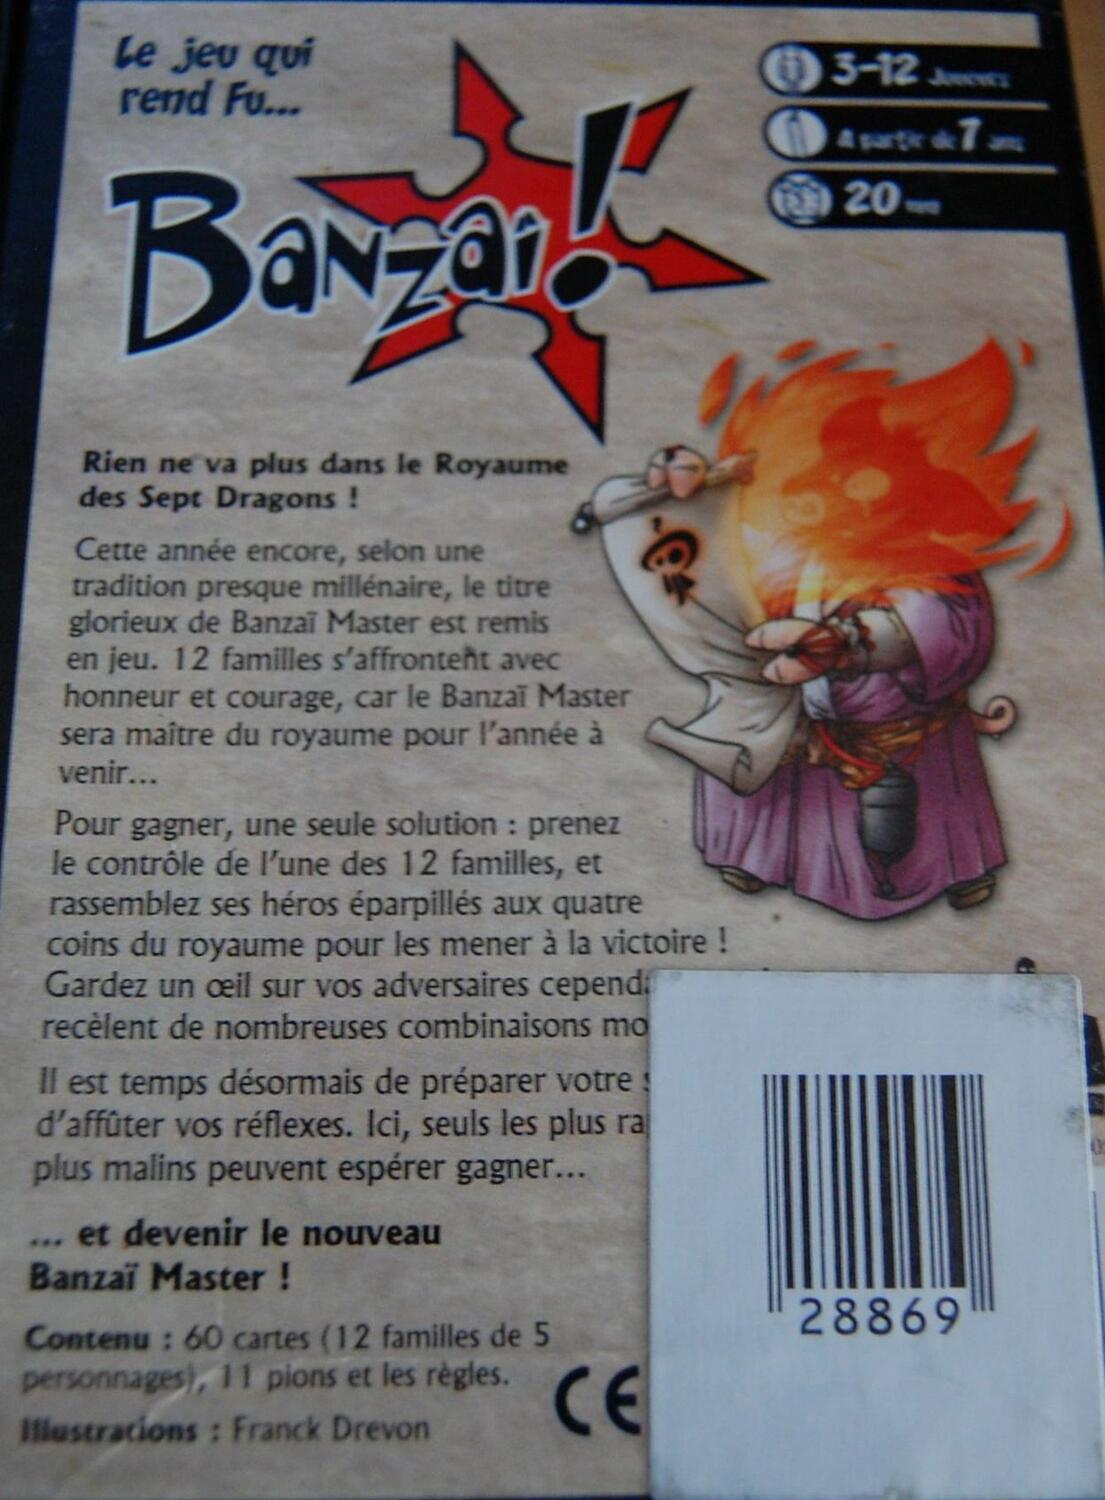 Le jeu qui
rend Fu...
Banzaï!
3-12 Joueurs
A partir de 7 ans
20 min
Rien ne va plus dans le Royaume
des Sept Dragons !
Cette année encore, selon une
tradition presque millénaire, le titre
glorieux de Banzaï Master est remis
en jeu. 12 familles s'affrontent avec
honneur et courage, car le Banzaï Master
sera maître du royaume pour l'année à
venir...
Pour gagner, une seule solution : prenez
le contrôle de l'une des 12 familles, et
rassemblez ses héros éparpillés aux quatre
coins du royaume pour les mener à la victoire !
Gardez un œil sur vos adversaires
recèlent de nombreuses combinaisons
Il est temps désormais de préparer votre
d'affûter vos réflexes. Ici, seuls les plus
plus malins peuvent espérer gagner...
... et devenir le nouveau
Banzaï Master !
Contenu : 60 cartes (12 familles de 5
personnages), 11 pions et les règles.
Illustrations : Franck Drevon
CE
28869